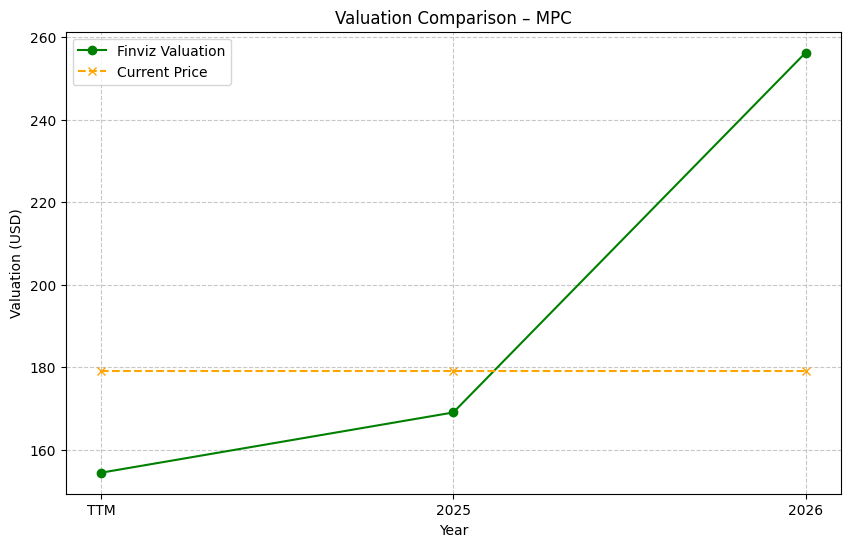 Valuation Comparison – MPC
Finviz Valuation
Current Price
Valuation (USD)
260
240
220
200
180
160
TTM
2025
2026
Year